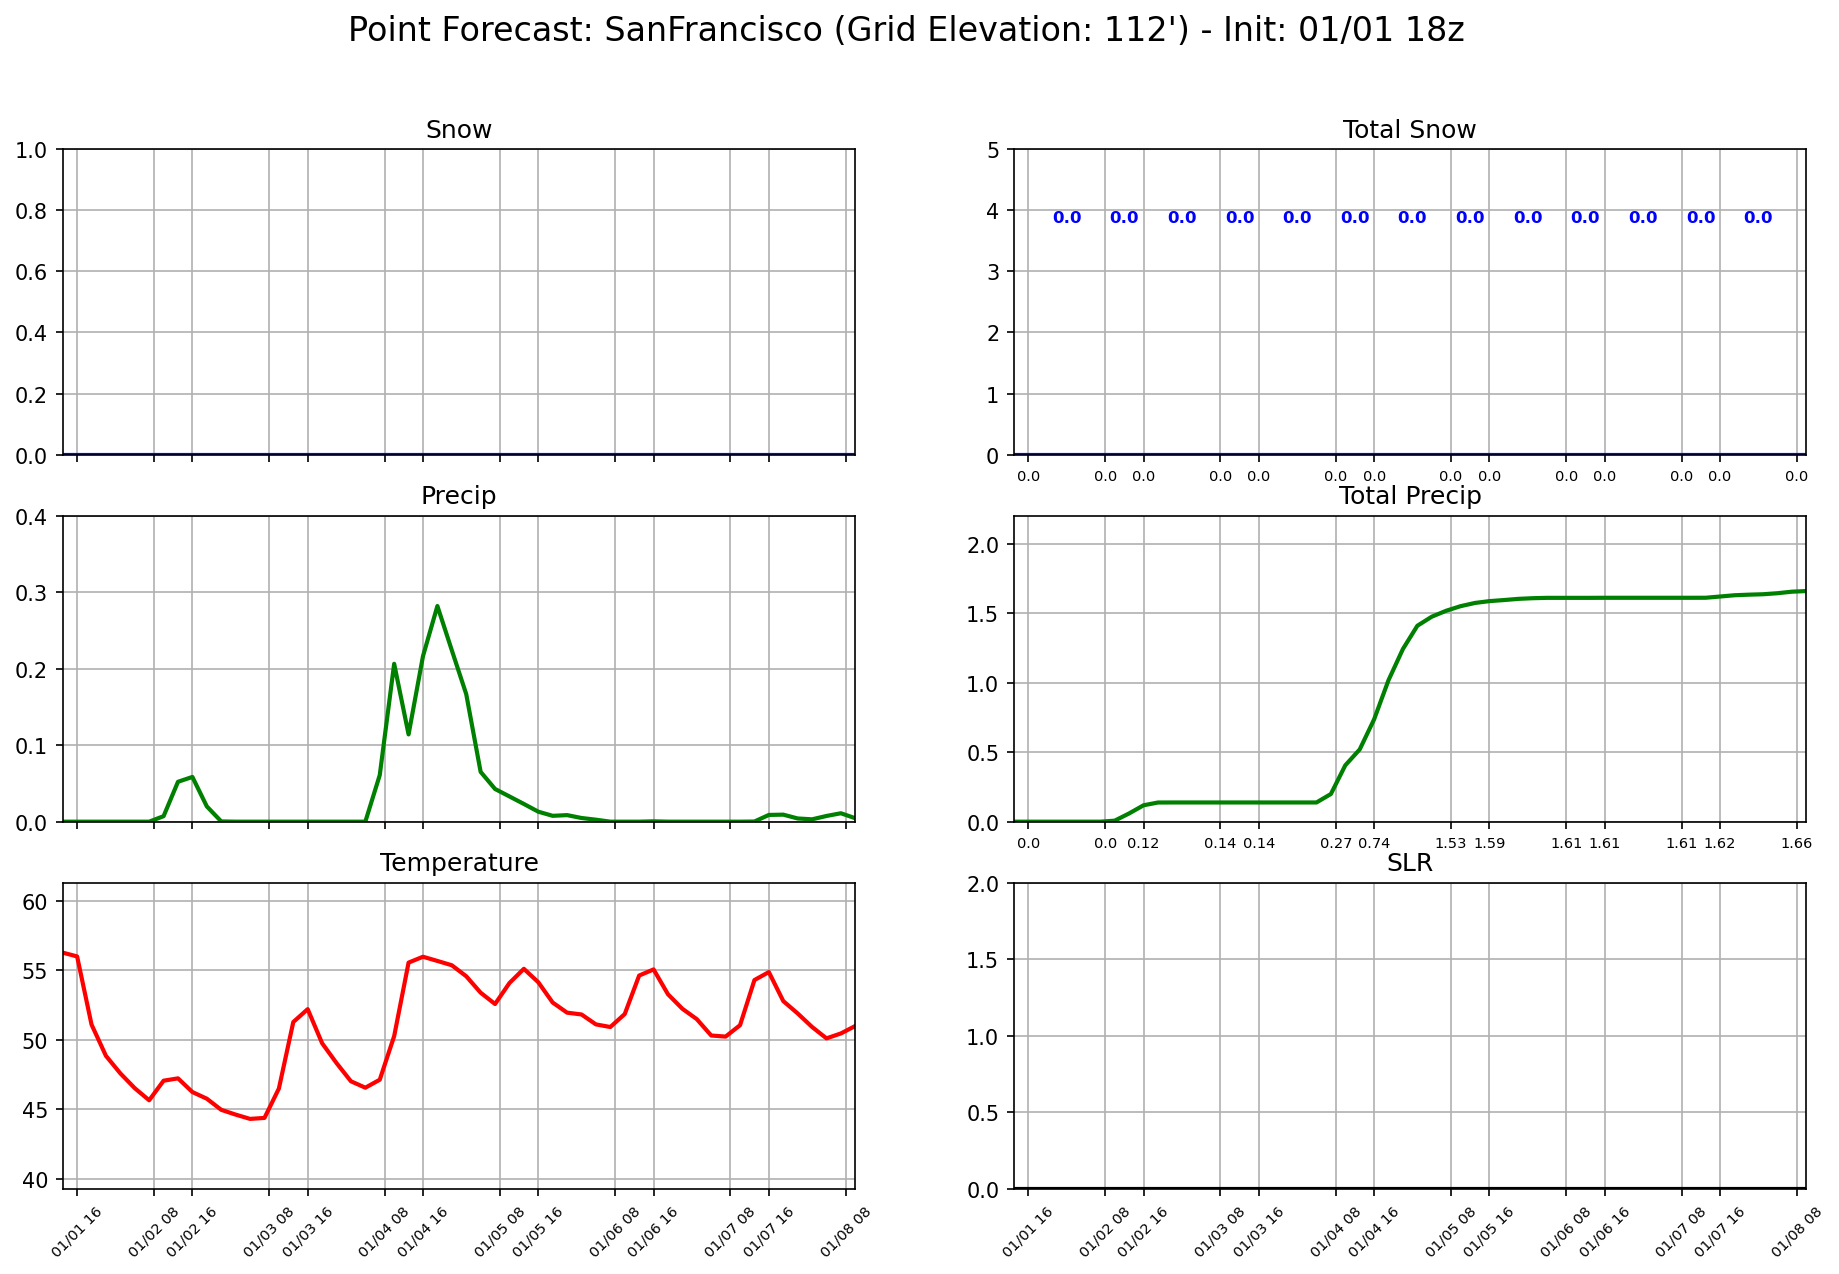 Point Forecast: SanFrancisco (Grid Elevation: 112') - Init: 01/01 18z
Snow
1.0
0.8
0.6
0.4
0.2
0.0
Total Snow
5
4
3
2
1
0
0.0 0.0 0.0 0.0 0.0 0.0 0.0 0.0 0.0 0.0 0.0 0.0 0.0
0.0 0.0 0.0 0.0 0.0 0.0 0.0 0.0 0.0 0.0 0.0 0.0 0.0 0.0
Precip
0.4
0.3
0.2
0.1
0.0
Total Precip
2.0
1.5
1.0
0.5
0.0
0.0 0.0 0.12 0.14 0.14 0.27 0.74 1.53 1.59 1.61 1.61 1.61 1.62 1.66
Temperature
60
55
50
45
40
01/01 16 01/02 08 01/02 16 01/03 08 01/03 16 01/04 08 01/04 16 01/05 08 01/05 16 01/06 08 01/06 16 01/07 08 01/07 16 01/08 08
SLR
2.0
1.5
1.0
0.5
0.0
01/01 16 01/02 08 01/02 16 01/03 08 01/03 16 01/04 08 01/04 16 01/05 08 01/05 16 01/06 08 01/06 16 01/07 08 01/07 16 01/08 08